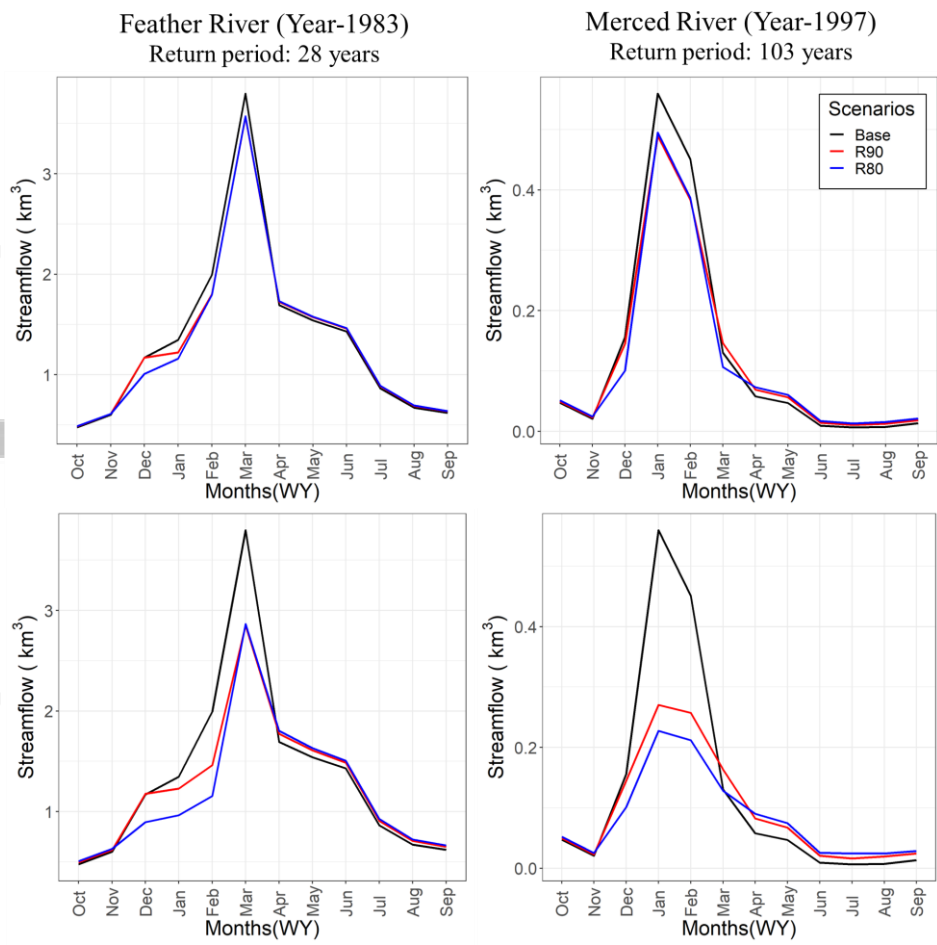 Feather River (Year-1983)
Return period: 28 years
Merced River (Year-1997)
Return period: 103 years
Streamflow ( km³)
3
2
1
Oct
Nov
Dec
Jan
Feb
Mar
Apr
May
Jun
Jul
Aug
Sep
Months(WY)
Streamflow ( km³)
0.4
0.2
0.0
Scenarios
Base
R90
R80
Oct
Nov
Dec
Jan
Feb
Mar
Apr
May
Jun
Jul
Aug
Sep
Months(WY)
Streamflow ( km³)
3
2
1
Oct
Nov
Dec
Jan
Feb
Mar
Apr
May
Jun
Jul
Aug
Sep
Months(WY)
Streamflow ( km³)
0.4
0.2
0.0
Oct
Nov
Dec
Jan
Feb
Mar
Apr
May
Jun
Jul
Aug
Sep
Months(WY)